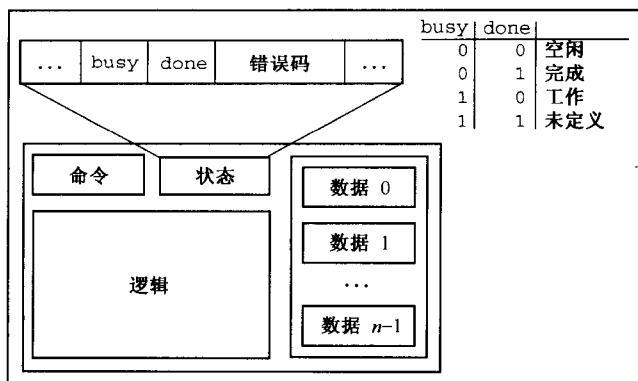 busy done
0 0 空闲
0 1 完成
1 0 工作
1 1 未定义
... busy done 错误码 ...
命令 状态
数据 0
数据 1
...
数据 n-1
逻辑